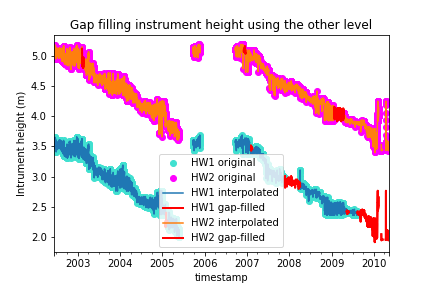 Gap filling instrument height using the other level
Intrument height (m)
5.0
4.5
4.0
3.5
3.0
2.5
2.0
HW1 original
HW2 original
HW1 interpolated
HW1 gap-filled
HW2 interpolated
HW2 gap-filled
2003 2004 2005 2006 2007 2008 2009 2010
timestamp